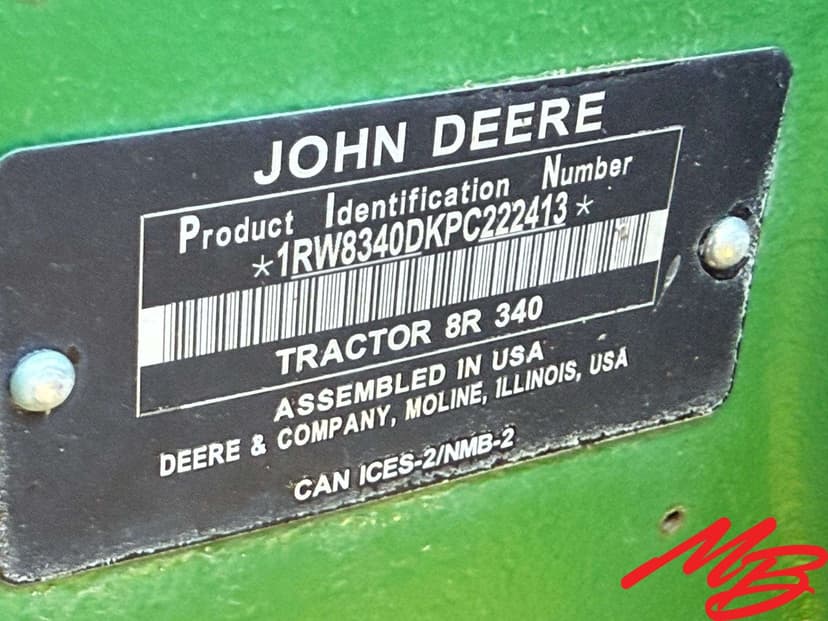 JOHN DEERE
Product Identification Number
*1RW8340DKPC222413*
TRACTOR 8R 340
ASSEMBLED IN USA
DEERE & COMPANY, MOLINE, ILLINOIS, USA
CAN ICES-2/NMB-2
MB